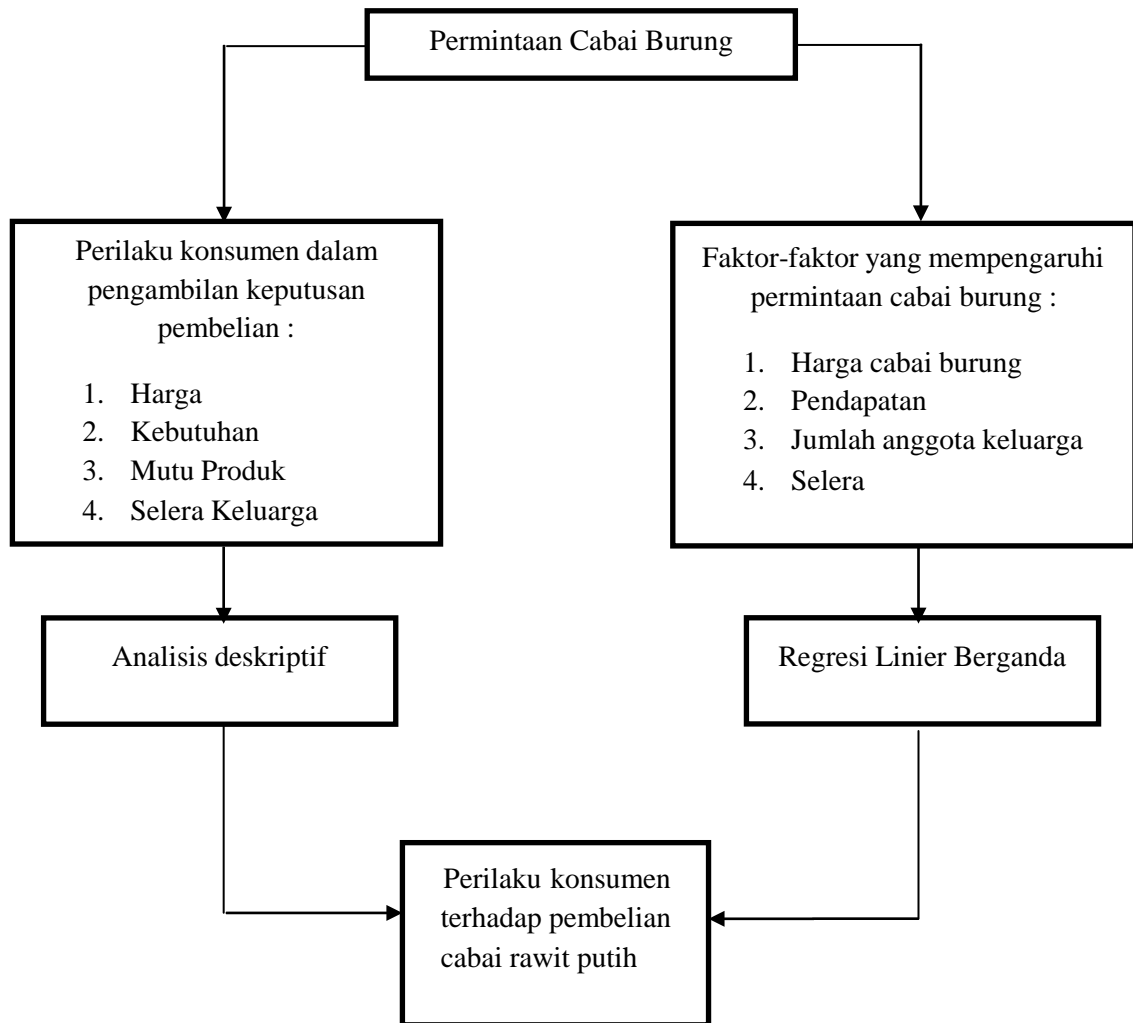 Permintaan Cabai Burung
Perilaku konsumen dalam
pengambilan keputusan
pembelian :
1. Harga
2. Kebutuhan
3. Mutu Produk
4. Selera Keluarga
Faktor-faktor yang mempengaruhi
permintaan cabai burung :
1. Harga cabai burung
2. Pendapatan
3. Jumlah anggota keluarga
4. Selera
Analisis deskriptif
Regresi Linier Berganda
Perilaku konsumen
terhadap pembelian
cabai rawit putih